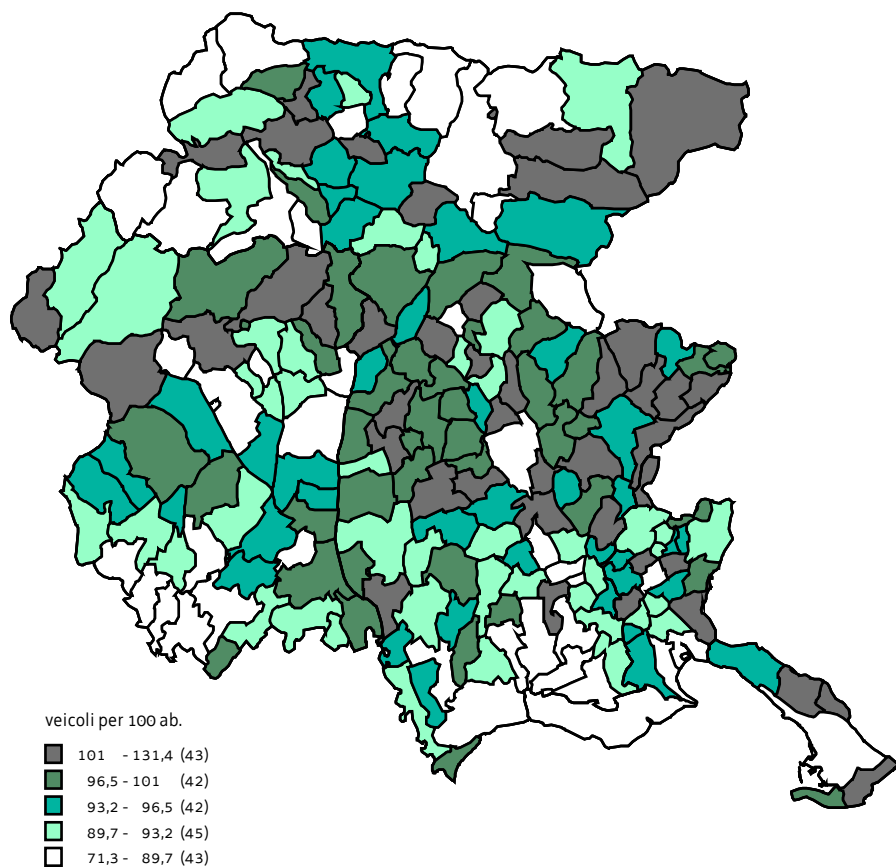 veicoli per 100 ab.
101 - 131,4 (43)
96,5 - 101 (42)
93,2 - 96,5 (42)
89,7 - 93,2 (45)
71,3 - 89,7 (43)